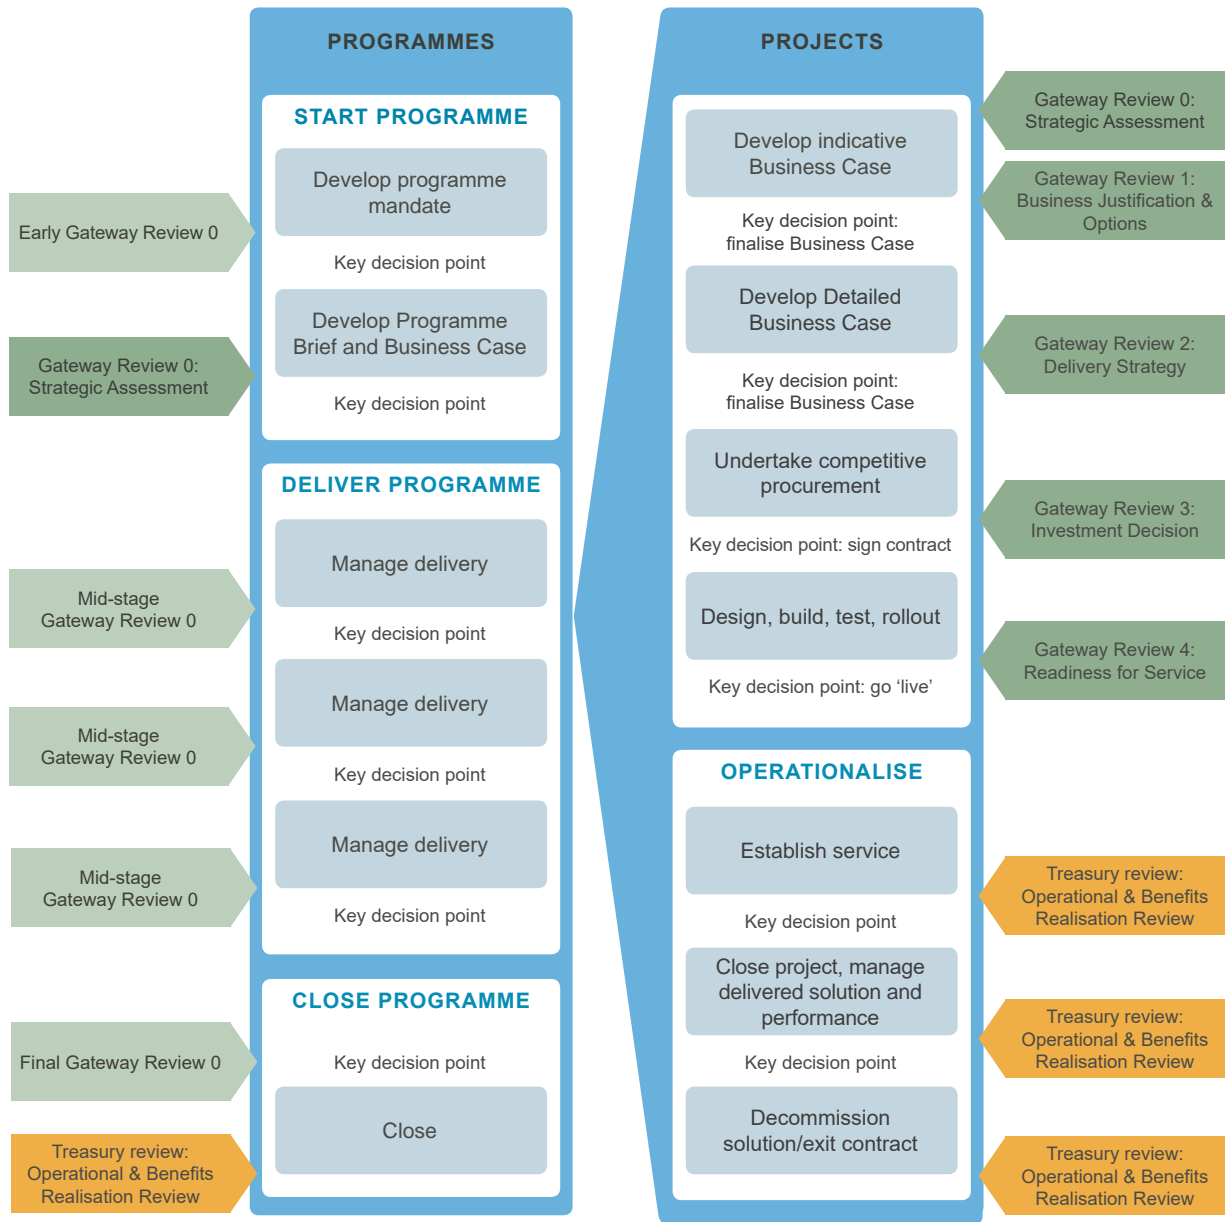 PROGRAMMES
START PROGRAMME
Develop programme
mandate
Key decision point
Develop Programme
Brief and Business Case
Key decision point
DELIVER PROGRAMME
Manage delivery
Key decision point
Manage delivery
Key decision point
Manage delivery
Key decision point
CLOSE PROGRAMME
Key decision point
Close
Early Gateway Review 0
Gateway Review 0:
Strategic Assessment
Mid-stage
Gateway Review 0
Mid-stage
Gateway Review 0
Mid-stage
Gateway Review 0
Final Gateway Review 0
Treasury review:
Operational & Benefits
Realisation Review
PROJECTS
Develop indicative
Business Case
Key decision point:
finalise Business Case
Develop Detailed
Business Case
Key decision point:
finalise Business Case
Undertake competitive
procurement
Key decision point: sign contract
Design, build, test, rollout
Key decision point: go ‘live’
OPERATIONALISE
Establish service
Key decision point
Close project, manage
delivered solution and
performance
Key decision point
Decommission
solution/exit contract
Gateway Review 0:
Strategic Assessment
Gateway Review 1:
Business Justification &
Options
Gateway Review 2:
Delivery Strategy
Gateway Review 3:
Investment Decision
Gateway Review 4:
Readiness for Service
Treasury review:
Operational & Benefits
Realisation Review
Treasury review:
Operational & Benefits
Realisation Review
Treasury review:
Operational & Benefits
Realisation Review